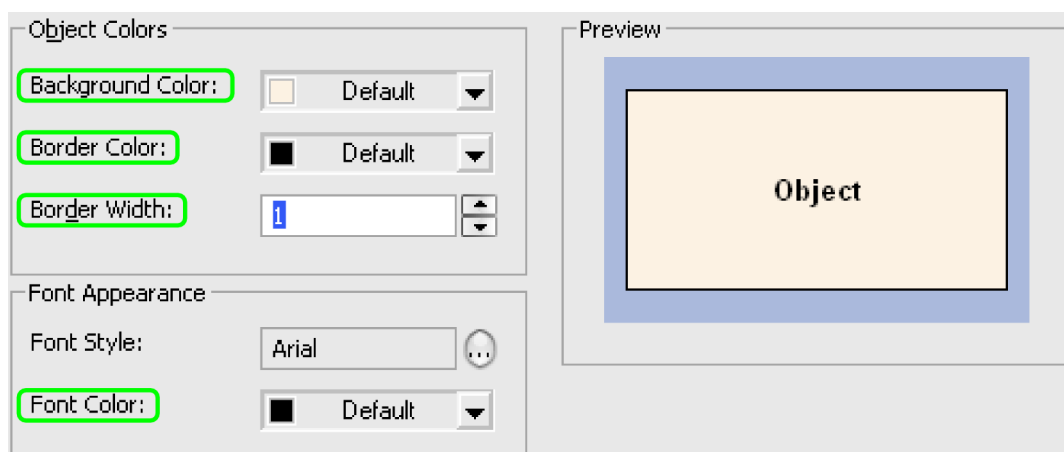 Object Colors
Background Color: Default
Border Color: Default
Border Width: 1
Font Appearance
Font Style: Arial ...
Font Color: Default
Preview
Object